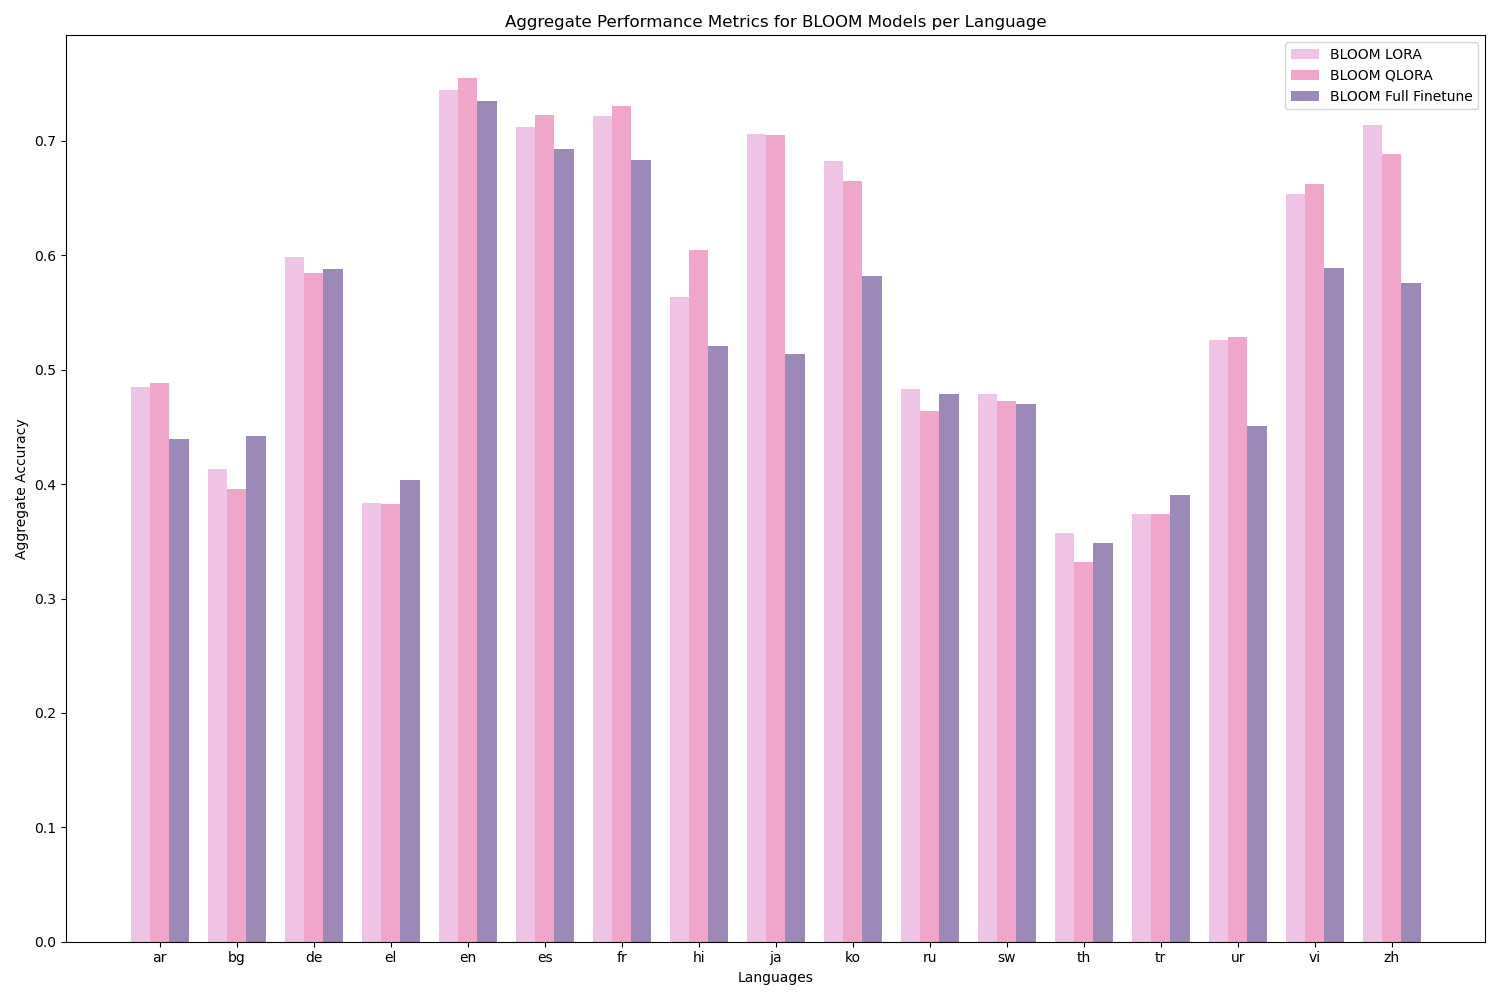 Aggregate Performance Metrics for BLOOM Models per Language
BLOOM LORA
BLOOM QLORA
BLOOM Full Finetune
Aggregate Accuracy
0.7
0.6
0.5
0.4
0.3
0.2
0.1
0.0
ar bg de el en es fr hi ja ko ru sw th tr ur vi zh
Languages